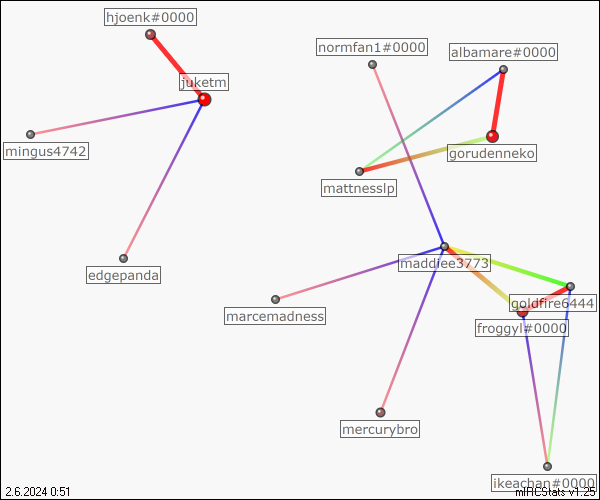 hjoenk#0000
normfan1#0000
albamare#0000
juketm
mingus4742
gorudenneko
mattnesslp
maddiee3773
edgepanda
goldfire6444
marcemadness
froggyl#0000
mercurybro
ikeachan#0000
2.6.2024 0:51
mIRCStats v1.25